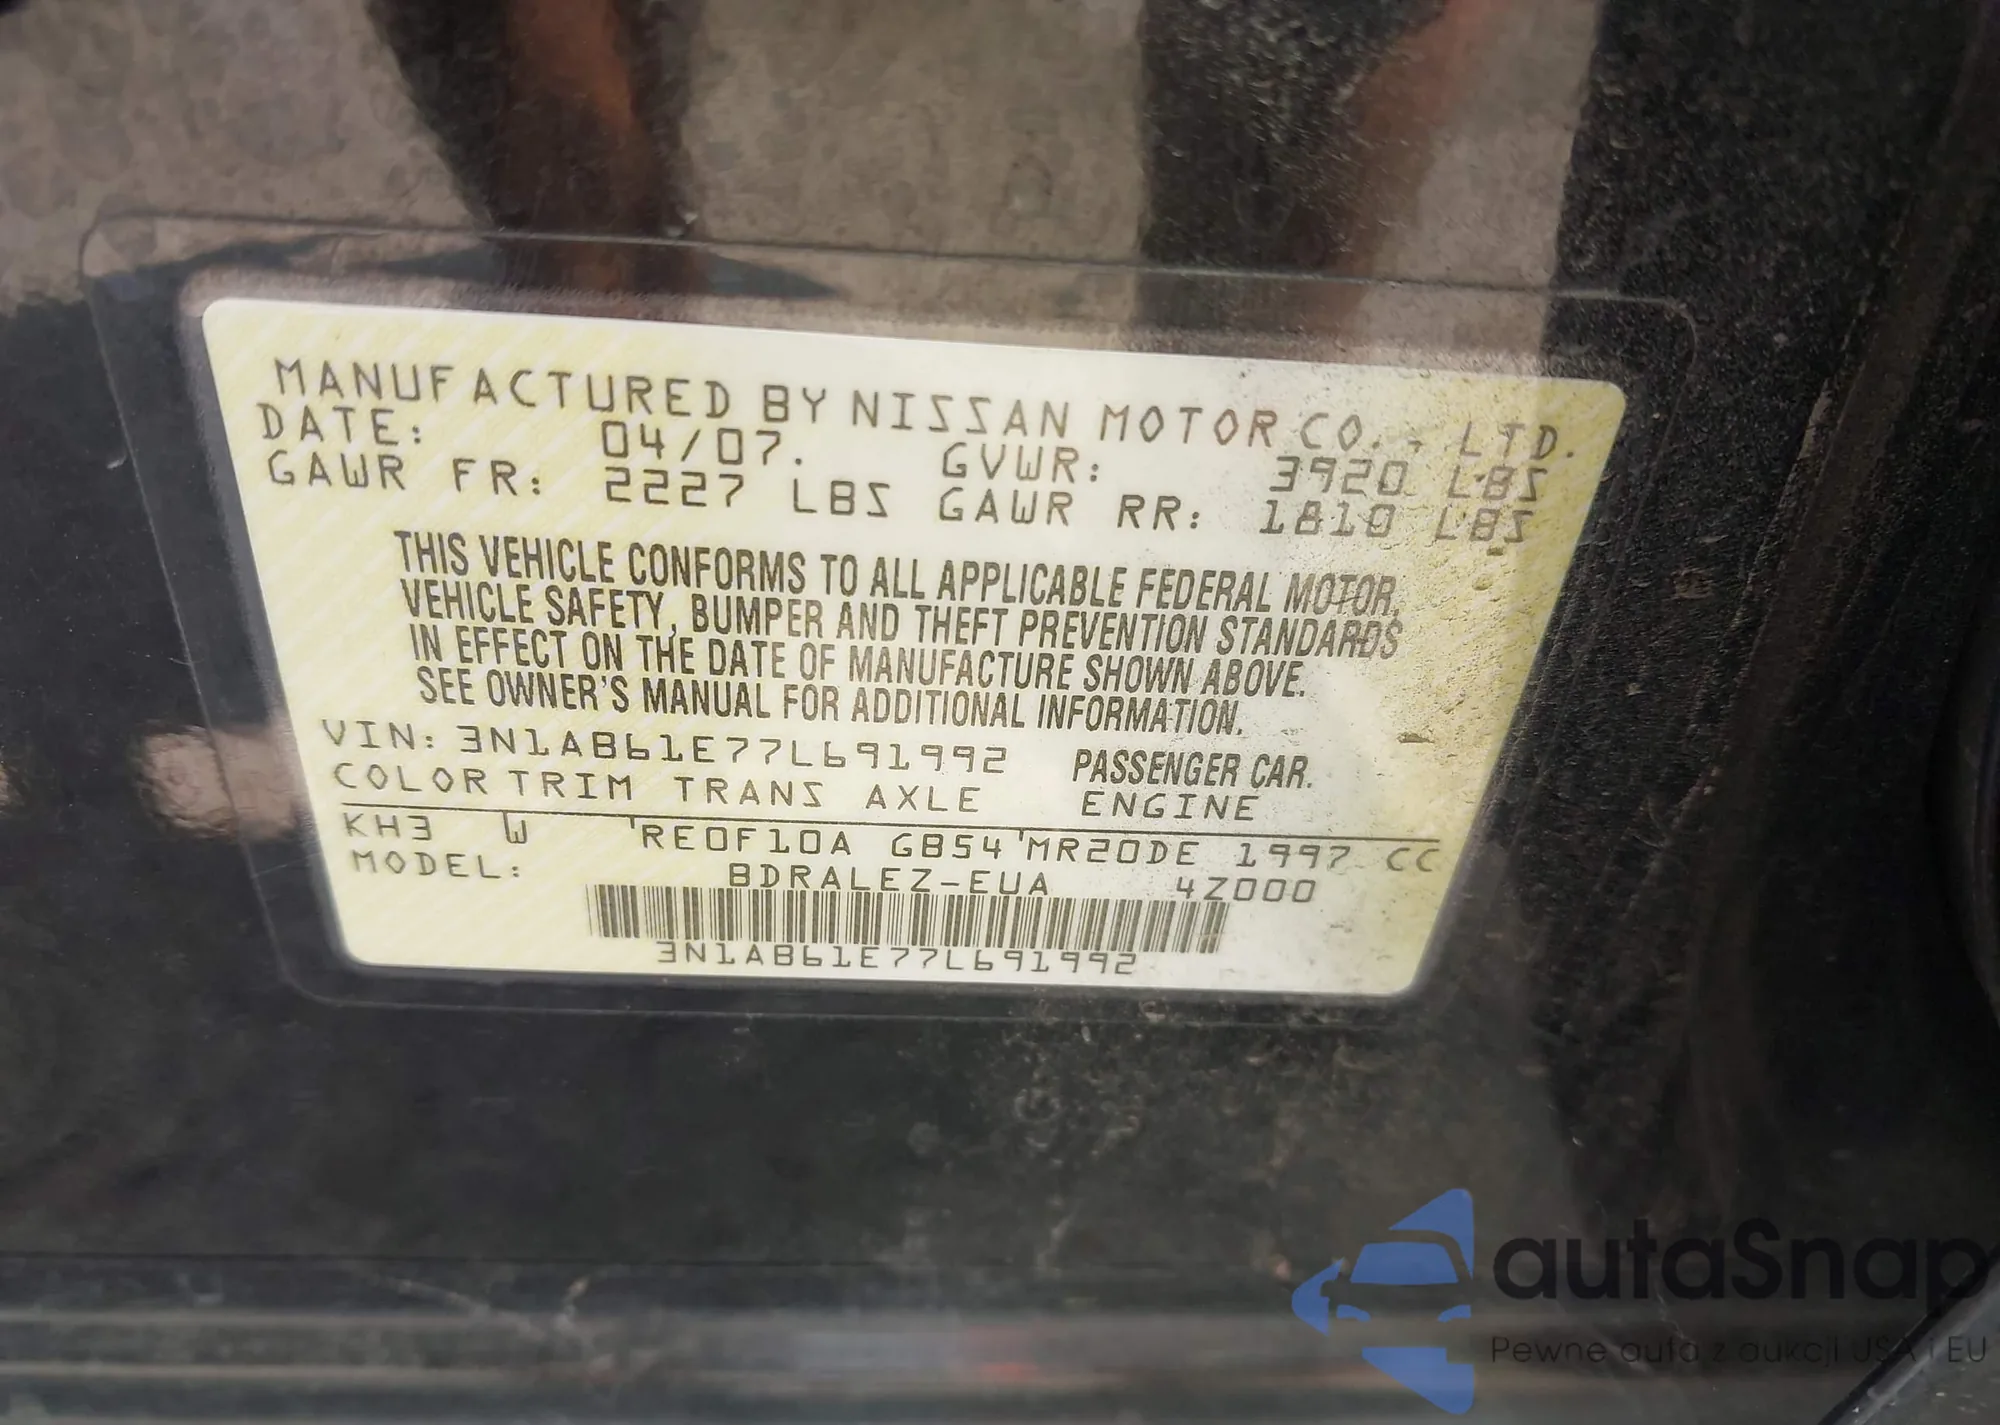 MANUFACTURED BY NISSAN MOTOR CO., LTD.
DATE: 04/07. GVWR: 3920 LBS
GAWR FR: 2227 LBS GAWR RR: 1810 LBS
THIS VEHICLE CONFORMS TO ALL APPLICABLE FEDERAL MOTOR
VEHICLE SAFETY, BUMPER AND THEFT PREVENTION STANDARDS
IN EFFECT ON THE DATE OF MANUFACTURE SHOWN ABOVE.
SEE OWNER'S MANUAL FOR ADDITIONAL INFORMATION.
VIN: 3N1AB61E77L691992 PASSENGER CAR.
COLOR TRIM TRANS AXLE ENGINE
KH3 W RE0F10A GB54 MR20DE 1997 CC
MODEL: BDRALEZ-EUA 4Z000
3N1AB61E77L691992
autaSnap
Pewne auta z aukcji USA i EU